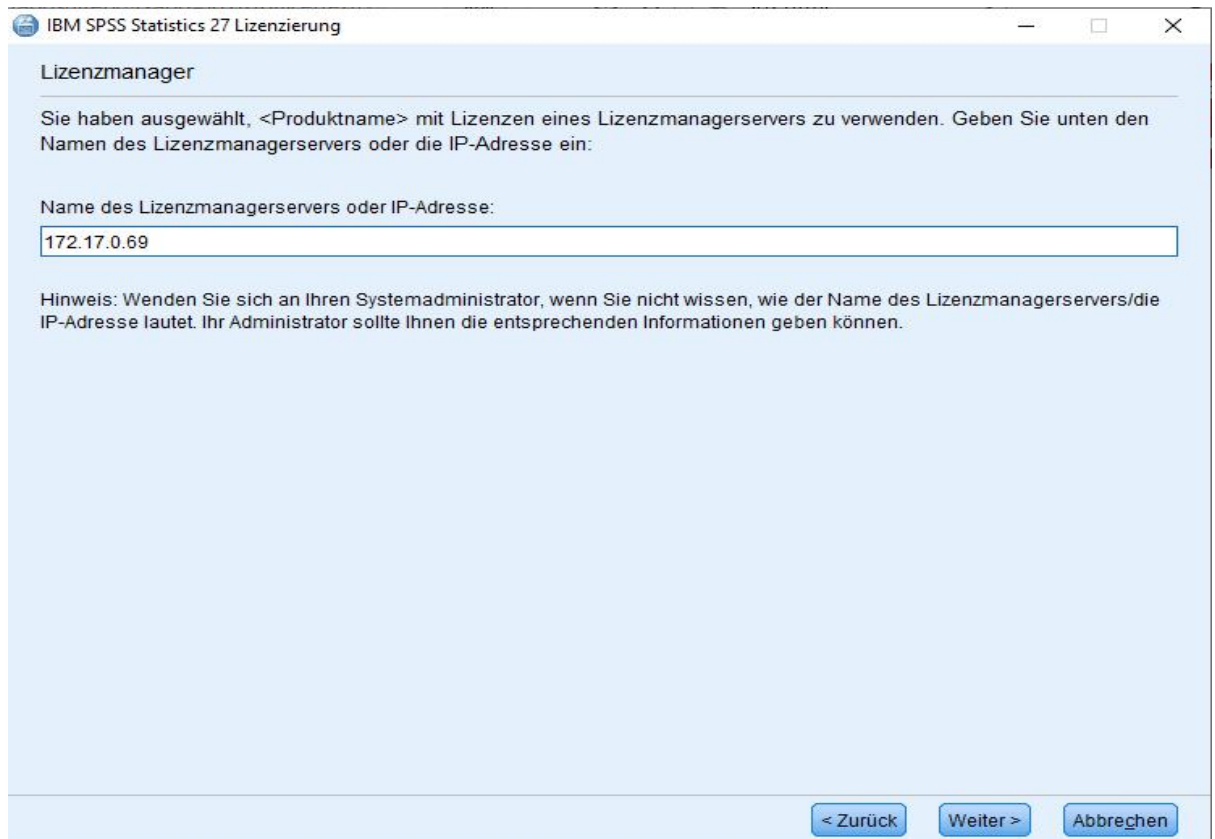 IBM SPSS Statistics 27 Lizenzierung
Lizenzmanager
Sie haben ausgewählt, <Produktname> mit Lizenzen eines Lizenzmanagerservers zu verwenden. Geben Sie unten den
Namen des Lizenzmanagerservers oder die IP-Adresse ein:
Name des Lizenzmanagerservers oder IP-Adresse:
172.17.0.69
Hinweis: Wenden Sie sich an Ihren Systemadministrator, wenn Sie nicht wissen, wie der Name des Lizenzmanagerservers/die
IP-Adresse lautet. Ihr Administrator sollte Ihnen die entsprechenden Informationen geben können.
< Zurück Weiter > Abbrechen